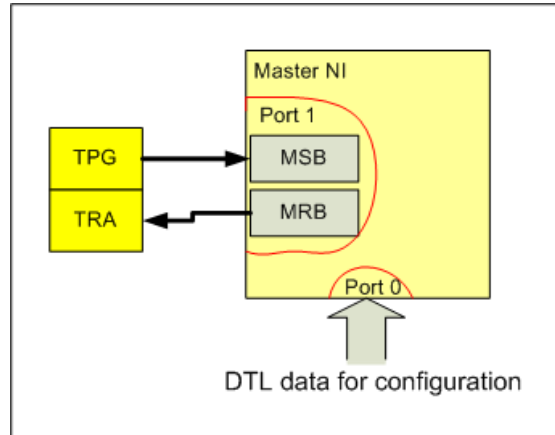 Master NI
Port 1
TPG
MSB
TRA
MRB
Port 0
DTL data for configuration